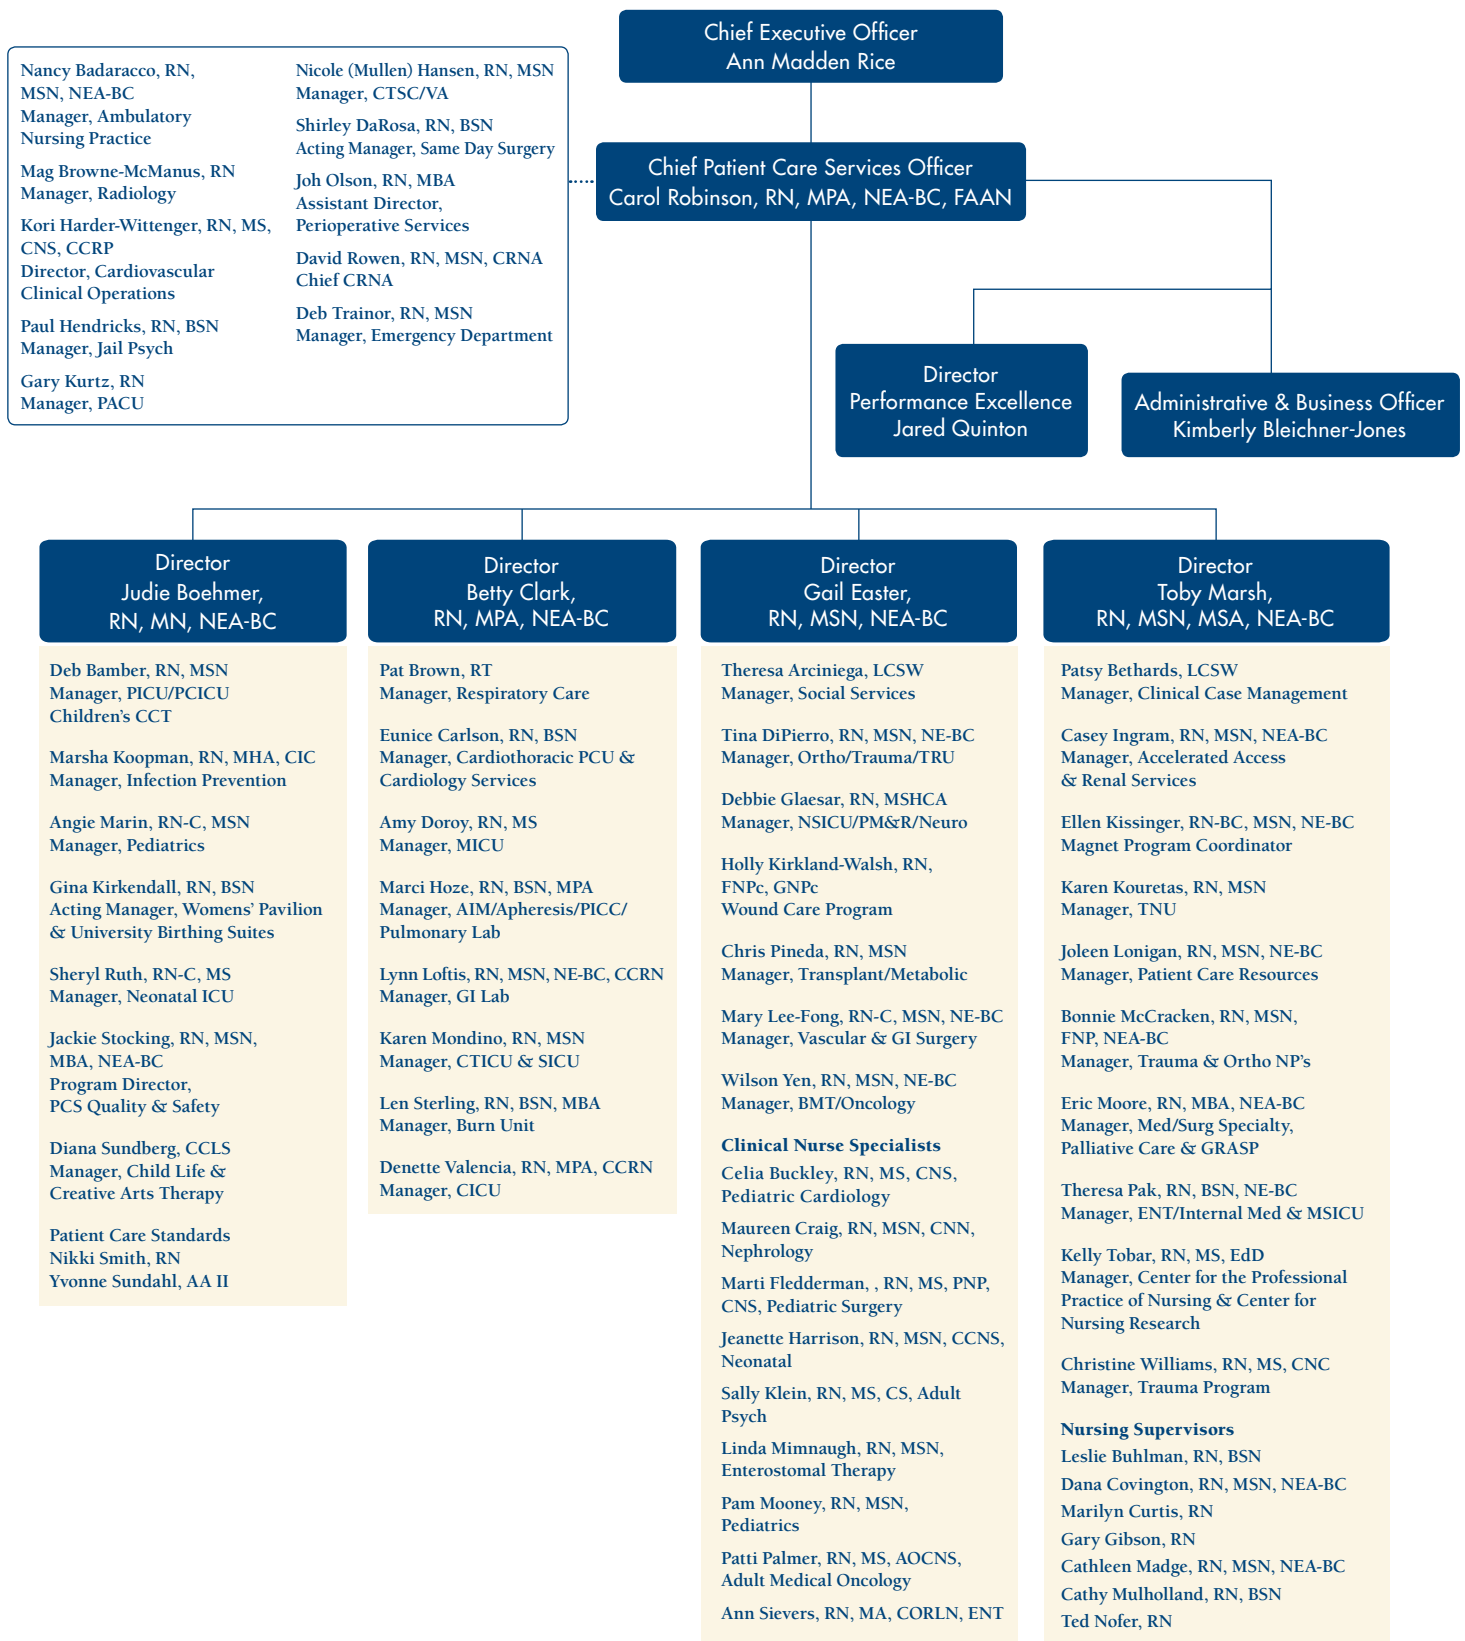 Chief Executive Officer
Ann Madden Rice
Nancy Badaracco, RN,
MSN, NEA-BC
Manager, Ambulatory
Nursing Practice
Mag Browne-McManus, RN
Manager, Radiology
Kori Harder-Wittenger, RN, MS,
CNS, CCRP
Director, Cardiovascular
Clinical Operations
Paul Hendricks, RN, BSN
Manager, Jail Psych
Gary Kurtz, RN
Manager, PACU
Nicole (Mullen) Hansen, RN, MSN
Manager, CTSC/VA
Shirley DaRosa, RN, BSN
Acting Manager, Same Day Surgery
Joh Olson, RN, MBA
Assistant Director,
Perioperative Services
David Rowen, RN, MSN, CRNA
Chief CRNA
Deb Trainor, RN, MSN
Manager, Emergency Department
Chief Patient Care Services Officer
Carol Robinson, RN, MPA, NEA-BC, FAAN
Director
Performance Excellence
Jared Quinton
Administrative & Business Officer
Kimberly Bleichner-Jones
Director
Judie Boehmer,
RN, MN, NEA-BC
Deb Bamber, RN, MSN
Manager, PICU/PCICU
Children's CCT
Marsha Koopman, RN, MHA, CIC
Manager, Infection Prevention
Angie Marin, RN-C, MSN
Manager, Pediatrics
Gina Kirkendall, RN, BSN
Acting Manager, Womens' Pavilion
& University Birthing Suites
Sheryl Ruth, RN-C, MS
Manager, Neonatal ICU
Jackie Stocking, RN, MSN,
MBA, NEA-BC
Program Director,
PCS Quality & Safety
Diana Sundberg, CCLS
Manager, Child Life &
Creative Arts Therapy
Patient Care Standards
Nikki Smith, RN
Yvonne Sundahl, AA II
Director
Betty Clark,
RN, MPA, NEA-BC
Pat Brown, RT
Manager, Respiratory Care
Eunice Carlson, RN, BSN
Manager, Cardiothoracic PCU &
Cardiology Services
Amy Doroy, RN, MS
Manager, MICU
Marci Hoze, RN, BSN, MPA
Manager, AIM/Apheresis/PICC/
Pulmonary Lab
Lynn Loftis, RN, MSN, NE-BC, CCRN
Manager, GI Lab
Karen Mondino, RN, MSN
Manager, CTICU & SICU
Len Sterling, RN, BSN, MBA
Manager, Burn Unit
Denette Valencia, RN, MPA, CCRN
Manager, CICU
Director
Gail Easter,
RN, MSN, NEA-BC
Theresa Arciniega, LCSW
Manager, Social Services
Tina DiPierro, RN, MSN, NE-BC
Manager, Ortho/Trauma/TRU
Debbie Glaesar, RN, MSHCA
Manager, NSICU/PM&R/Neuro
Holly Kirkland-Walsh, RN,
FNPc, GNPc
Wound Care Program
Chris Pineda, RN, MSN
Manager, Transplant/Metabolic
Mary Lee-Fong, RN-C, MSN, NE-BC
Manager, Vascular & GI Surgery
Wilson Yen, RN, MSN, NE-BC
Manager, BMT/Oncology
Clinical Nurse Specialists
Celia Buckley, RN, MS, CNS,
Pediatric Cardiology
Maureen Craig, RN, MSN, CNN,
Nephrology
Marti Fledderman, , RN, MS, PNP,
CNS, Pediatric Surgery
Jeanette Harrison, RN, MSN, CCNS,
Neonatal
Sally Klein, RN, MS, CS, Adult
Psych
Linda Mimnaugh, RN, MSN,
Enterostomal Therapy
Pam Mooney, RN, MSN,
Pediatrics
Patti Palmer, RN, MS, AOCNS,
Adult Medical Oncology
Ann Sievers, RN, MA, CORLN, ENT
Director
Toby Marsh,
RN, MSN, MSA, NEA-BC
Patsy Bethards, LCSW
Manager, Clinical Case Management
Casey Ingram, RN, MSN, NEA-BC
Manager, Accelerated Access
& Renal Services
Ellen Kissinger, RN-BC, MSN, NE-BC
Magnet Program Coordinator
Karen Kouretas, RN, MSN
Manager, TNU
Joleen Lonigan, RN, MSN, NE-BC
Manager, Patient Care Resources
Bonnie McCracken, RN, MSN,
FNP, NEA-BC
Manager, Trauma & Ortho NP's
Eric Moore, RN, MBA, NEA-BC
Manager, Med/Surg Specialty,
Palliative Care & GRASP
Theresa Pak, RN, BSN, NE-BC
Manager, ENT/Internal Med & MSICU
Kelly Tobar, RN, MS, EdD
Manager, Center for the Professional
Practice of Nursing & Center for
Nursing Research
Christine Williams, RN, MS, CNC
Manager, Trauma Program
Nursing Supervisors
Leslie Buhlman, RN, BSN
Dana Covington, RN, MSN, NEA-BC
Marilyn Curtis, RN
Gary Gibson, RN
Cathleen Madge, RN, MSN, NEA-BC
Cathy Mulholland, RN, BSN
Ted Nofer, RN